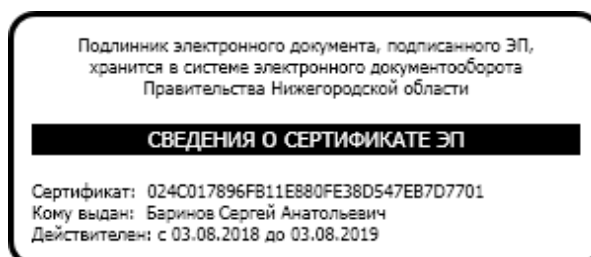 Подлинник электронного документа, подписанного ЭП,
хранится в системе электронного документооборота
Правительства Нижегородской области
СВЕДЕНИЯ О СЕРТИФИКАТЕ ЭП
Сертификат: 024C017896FB11E880FE38D547EB7D7701
Кому выдан: Баринов Сергей Анатольевич
Действителен: с 03.08.2018 до 03.08.2019